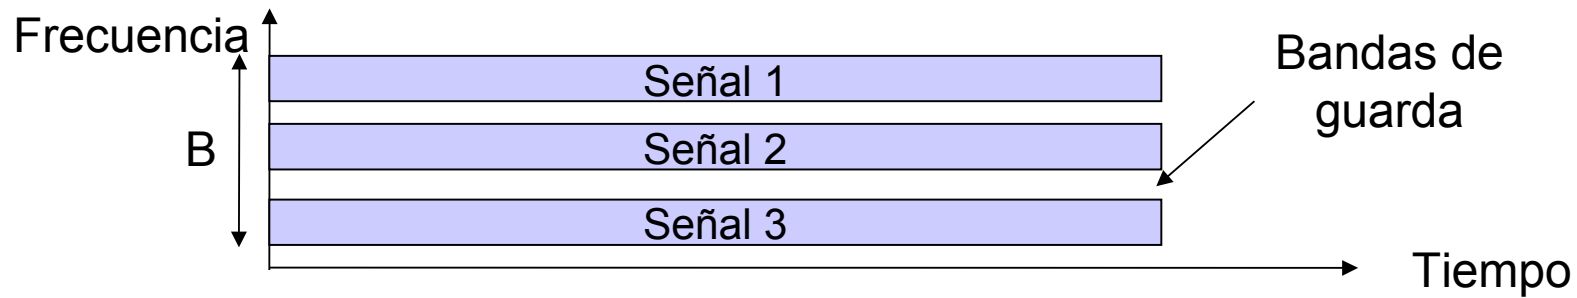 Frecuencia
Señal 1
Bandas de
guarda
B
Señal 2
Señal 3
Tiempo